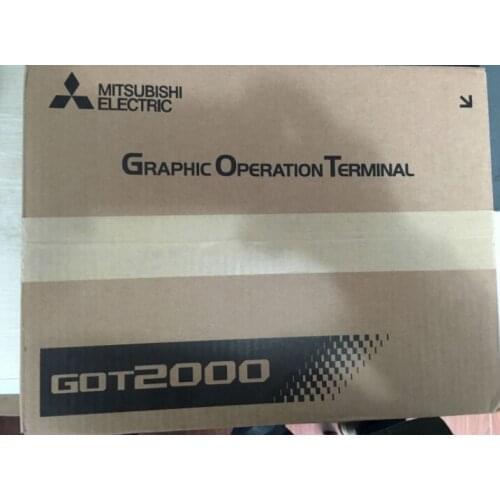 MITSUBISHI
ELECTRIC
GRAPHIC OPERATION TERMINAL
GOT2000